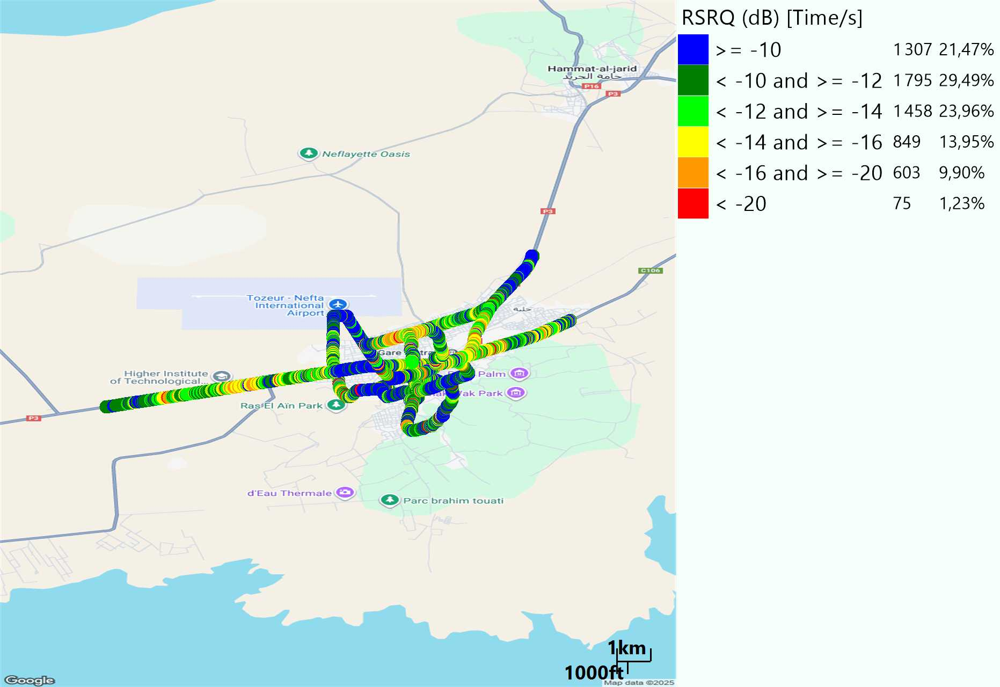 RSRQ (dB) [Time/s]
>= -10 1 307 21,47%
< -10 and >= -12 1 795 29,49%
< -12 and >= -14 1 458 23,96%
< -14 and >= -16 849 13,95%
< -16 and >= -20 603 9,90%
< -20 75 1,23%
Hammat-al-jarid
حامة الجريد
P16
P3
Neflayette Oasis
P3
C106
Tozeur - Nefta
International
Airport
حلبة
Gare
Higher Institute
of Technological...
Palm
Park
Ras El Aïn Park
P3
d'Eau Thermale
Parc brahim touati
1km
1000ft
Google
Map data ©2025